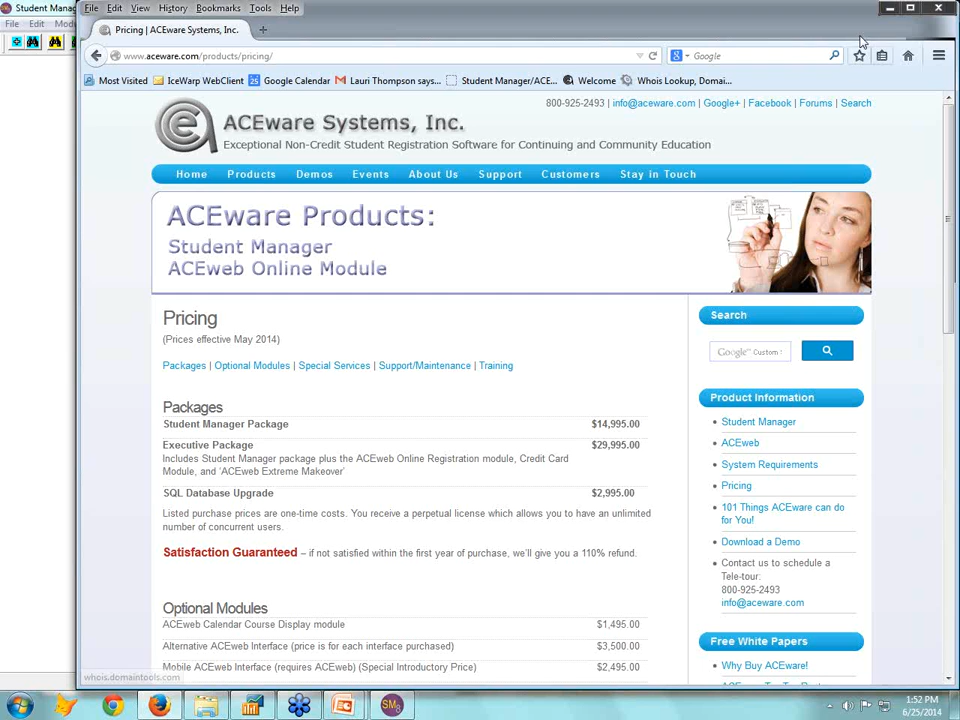 Student Manag
File Edit Mod
File Edit View History Bookmarks Tools Help
Pricing | ACEware Systems, Inc.
www.aceware.com/products/pricing/
Google
Most Visited IceWarp WebClient Google Calendar Lauri Thompson says... Student Manager/ACE... Welcome Whois Lookup, Domai...
800-925-2493 | info@aceware.com | Google+ | Facebook | Forums | Search
ACEware Systems, Inc.
Exceptional Non-Credit Student Registration Software for Continuing and Community Education
Home Products Demos Events About Us Support Customers Stay in Touch
ACEware Products:
Student Manager
ACEweb Online Module
Pricing
(Prices effective May 2014)
Packages | Optional Modules | Special Services | Support/Maintenance | Training
Packages
Student Manager Package $14,995.00
Executive Package $29,995.00
Includes Student Manager package plus the ACEweb Online Registration module, Credit Card
Module, and 'ACEweb Extreme Makeover'
SQL Database Upgrade $2,995.00
Listed purchase prices are one-time costs. You receive a perpetual license which allows you to have an unlimited
number of concurrent users.
Satisfaction Guaranteed – if not satisfied within the first year of purchase, we'll give you a 110% refund.
Optional Modules
ACEweb Calendar Course Display module $1,495.00
Alternative ACEweb Interface (price is for each interface purchased) $3,500.00
Mobile ACEweb Interface (requires ACEweb) (Special Introductory Price) $2,495.00
Search
Google Custom
Product Information
Student Manager
ACEweb
System Requirements
Pricing
101 Things ACEware can do
for You!
Download a Demo
Contact us to schedule a
Tele-tour:
800-925-2493
info@aceware.com
Free White Papers
Why Buy ACEware!
whois.domaintools.com
1:52 PM
6/25/2014